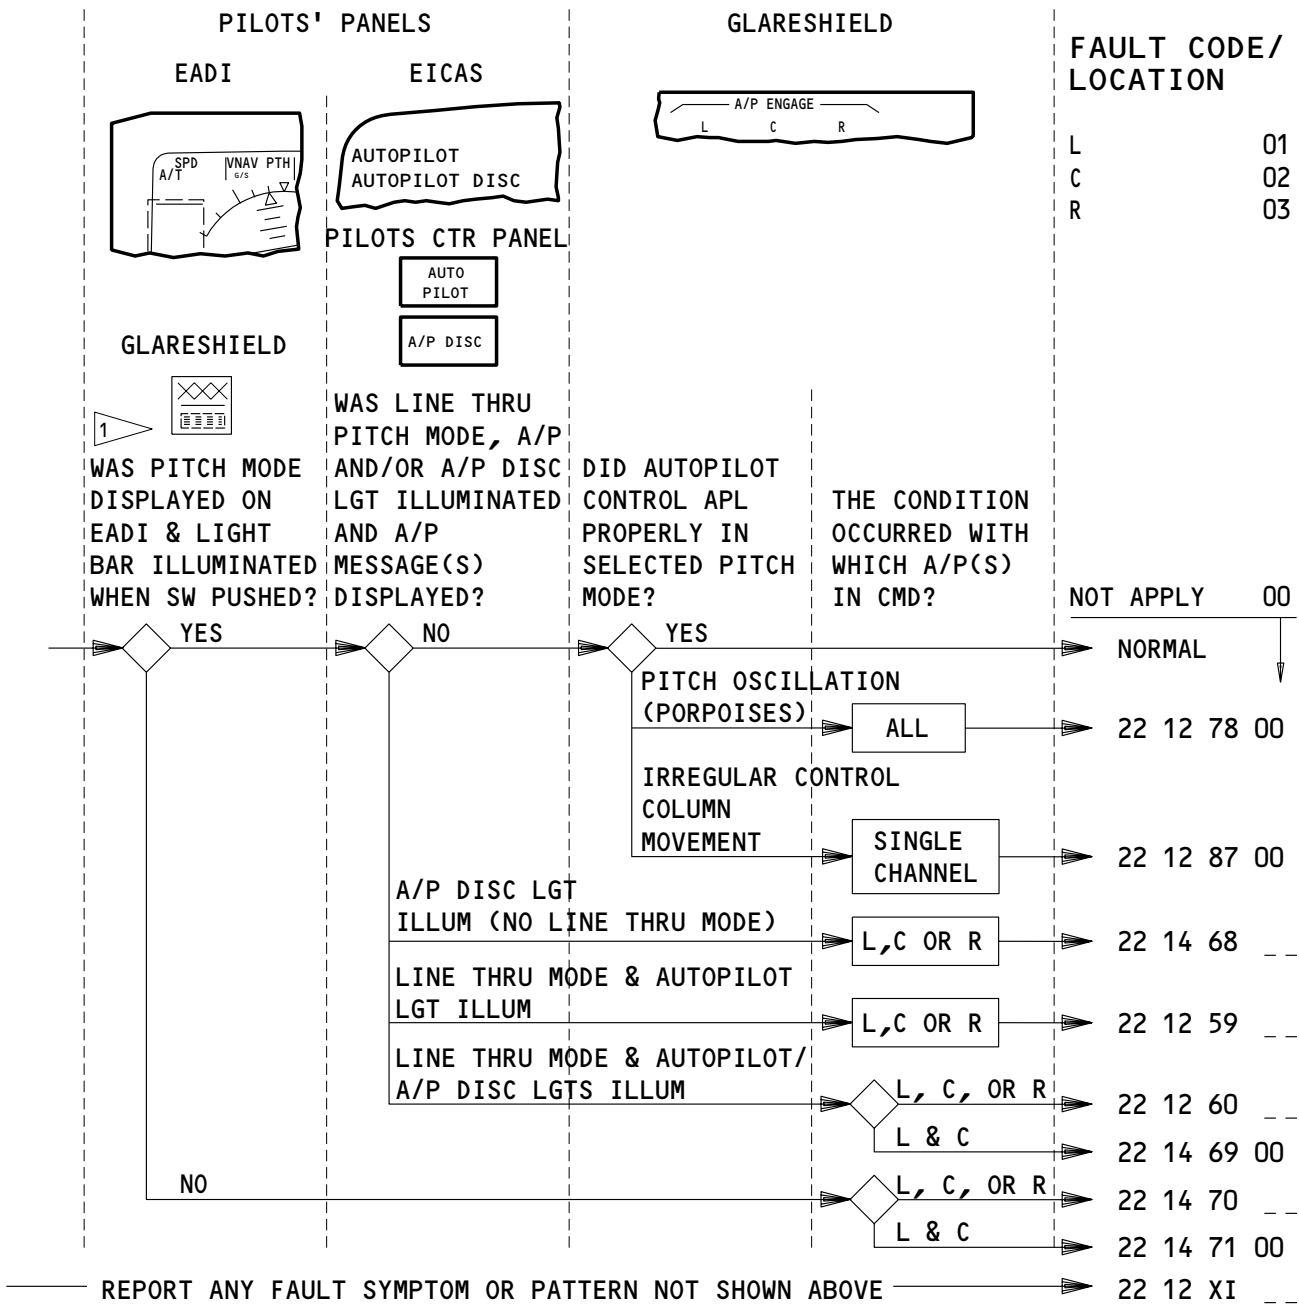 PILOTS' PANELS
GLARESHIELD
FAULT CODE/
LOCATION
EADI
EICAS
A/P ENGAGE
L C R
SPD
A/T
VNAV PTH
G/S
AUTOPILOT
AUTOPILOT DISC
L 01
C 02
R 03
PILOTS CTR PANEL
AUTO
PILOT
A/P DISC
GLARESHIELD
1
WAS PITCH MODE
DISPLAYED ON
EADI & LIGHT
BAR ILLUMINATED
WHEN SW PUSHED?
WAS LINE THRU
PITCH MODE, A/P
AND/OR A/P DISC
LGT ILLUMINATED
AND A/P
MESSAGE(S)
DISPLAYED?
DID AUTOPILOT
CONTROL APL
PROPERLY IN
SELECTED PITCH
MODE?
THE CONDITION
OCCURRED WITH
WHICH A/P(S)
IN CMD?
NOT APPLY 00
YES
NO
YES
NORMAL
PITCH OSCILLATION
(PORPOISES)
ALL
22 12 78 00
IRREGULAR CONTROL
COLUMN
MOVEMENT
SINGLE
CHANNEL
22 12 87 00
A/P DISC LGT
ILLUM (NO LINE THRU MODE)
L,C OR R
22 14 68 _ _
LINE THRU MODE & AUTOPILOT
LGT ILLUM
L,C OR R
22 12 59 _ _
LINE THRU MODE & AUTOPILOT/
A/P DISC LGTS ILLUM
L, C, OR R
22 12 60 _ _
L & C
22 14 69 00
NO
L, C, OR R
22 14 70 _ _
L & C
22 14 71 00
REPORT ANY FAULT SYMPTOM OR PATTERN NOT SHOWN ABOVE
22 12 XI _ _